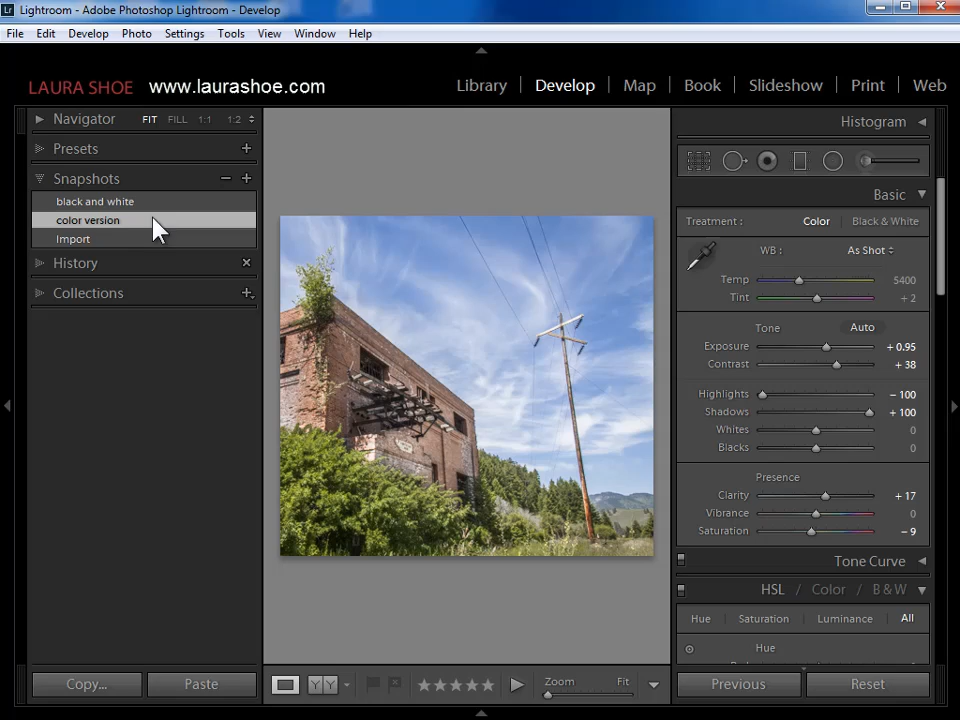 Lr Lightroom - Adobe Photoshop Lightroom - Develop
File Edit Develop Photo Settings Tools View Window Help
LAURA SHOE www.laurashoe.com
Library Develop Map Book Slideshow Print Web
Navigator FIT FILL 1:1 1:2
Presets
Snapshots
black and white
color version
Import
History
Collections
Copy... Paste
Y Y
Zoom Fit
Histogram
Basic
Treatment : Color Black & White
WB : As Shot
Temp 5400
Tint + 2
Tone Auto
Exposure + 0.95
Contrast + 38
Highlights – 100
Shadows + 100
Whites 0
Blacks 0
Presence
Clarity + 17
Vibrance 0
Saturation – 9
Tone Curve
HSL / Color / B & W
Hue Saturation Luminance All
Hue
Previous Reset